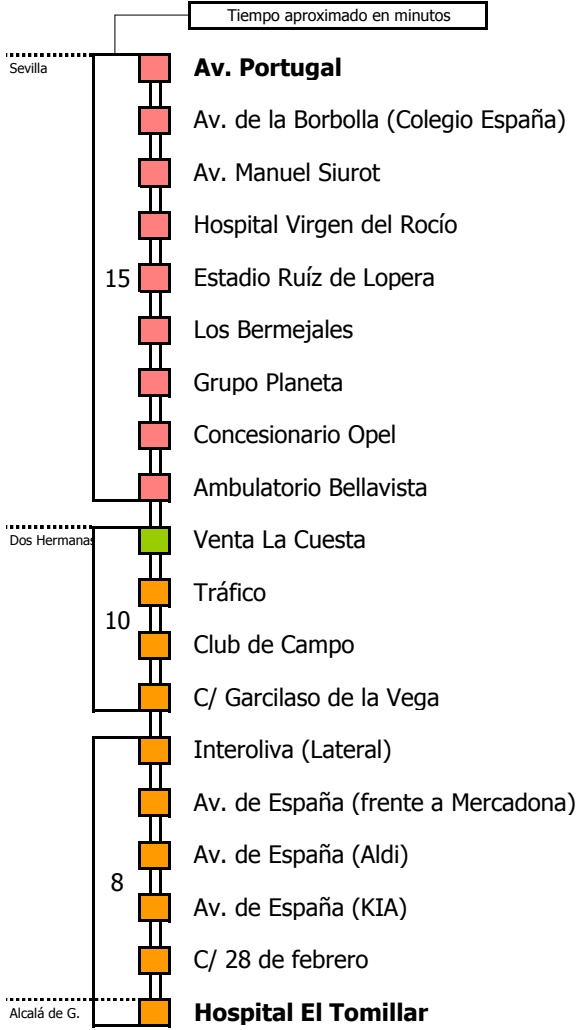 Tiempo aproximado en minutos
Sevilla
Av. Portugal
Av. de la Borbolla (Colegio España)
Av. Manuel Siurot
Hospital Virgen del Rocío
15
Estadio Ruíz de Lopera
Los Bermejales
Grupo Planeta
Concesionario Opel
Ambulatorio Bellavista
Dos Hermanas
Venta La Cuesta
Tráfico
10
Club de Campo
C/ Garcilaso de la Vega
Interoliva (Lateral)
Av. de España (frente a Mercadona)
Av. de España (Aldi)
8
Av. de España (KIA)
C/ 28 de febrero
Alcalá de G.
Hospital El Tomillar